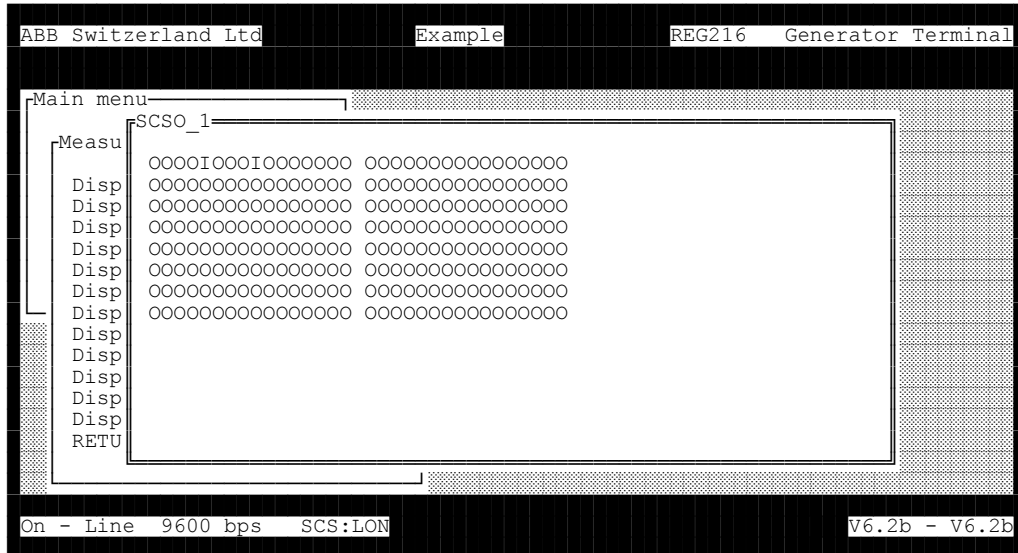 ABB Switzerland Ltd Example REG216 Generator Terminal
Main menu
SCSO_1
Measu
OOOOIOOOIOOOOOOO OOOOOOOOOOOOOOOO
Disp OOOOOOOOOOOOOOOO OOOOOOOOOOOOOOOO
Disp OOOOOOOOOOOOOOOO OOOOOOOOOOOOOOOO
Disp OOOOOOOOOOOOOOOO OOOOOOOOOOOOOOOO
Disp OOOOOOOOOOOOOOOO OOOOOOOOOOOOOOOO
Disp OOOOOOOOOOOOOOOO OOOOOOOOOOOOOOOO
Disp OOOOOOOOOOOOOOOO OOOOOOOOOOOOOOOO
Disp OOOOOOOOOOOOOOOO OOOOOOOOOOOOOOOO
Disp
Disp
Disp
Disp
Disp
RETU
On - Line 9600 bps SCS:LON V6.2b - V6.2b